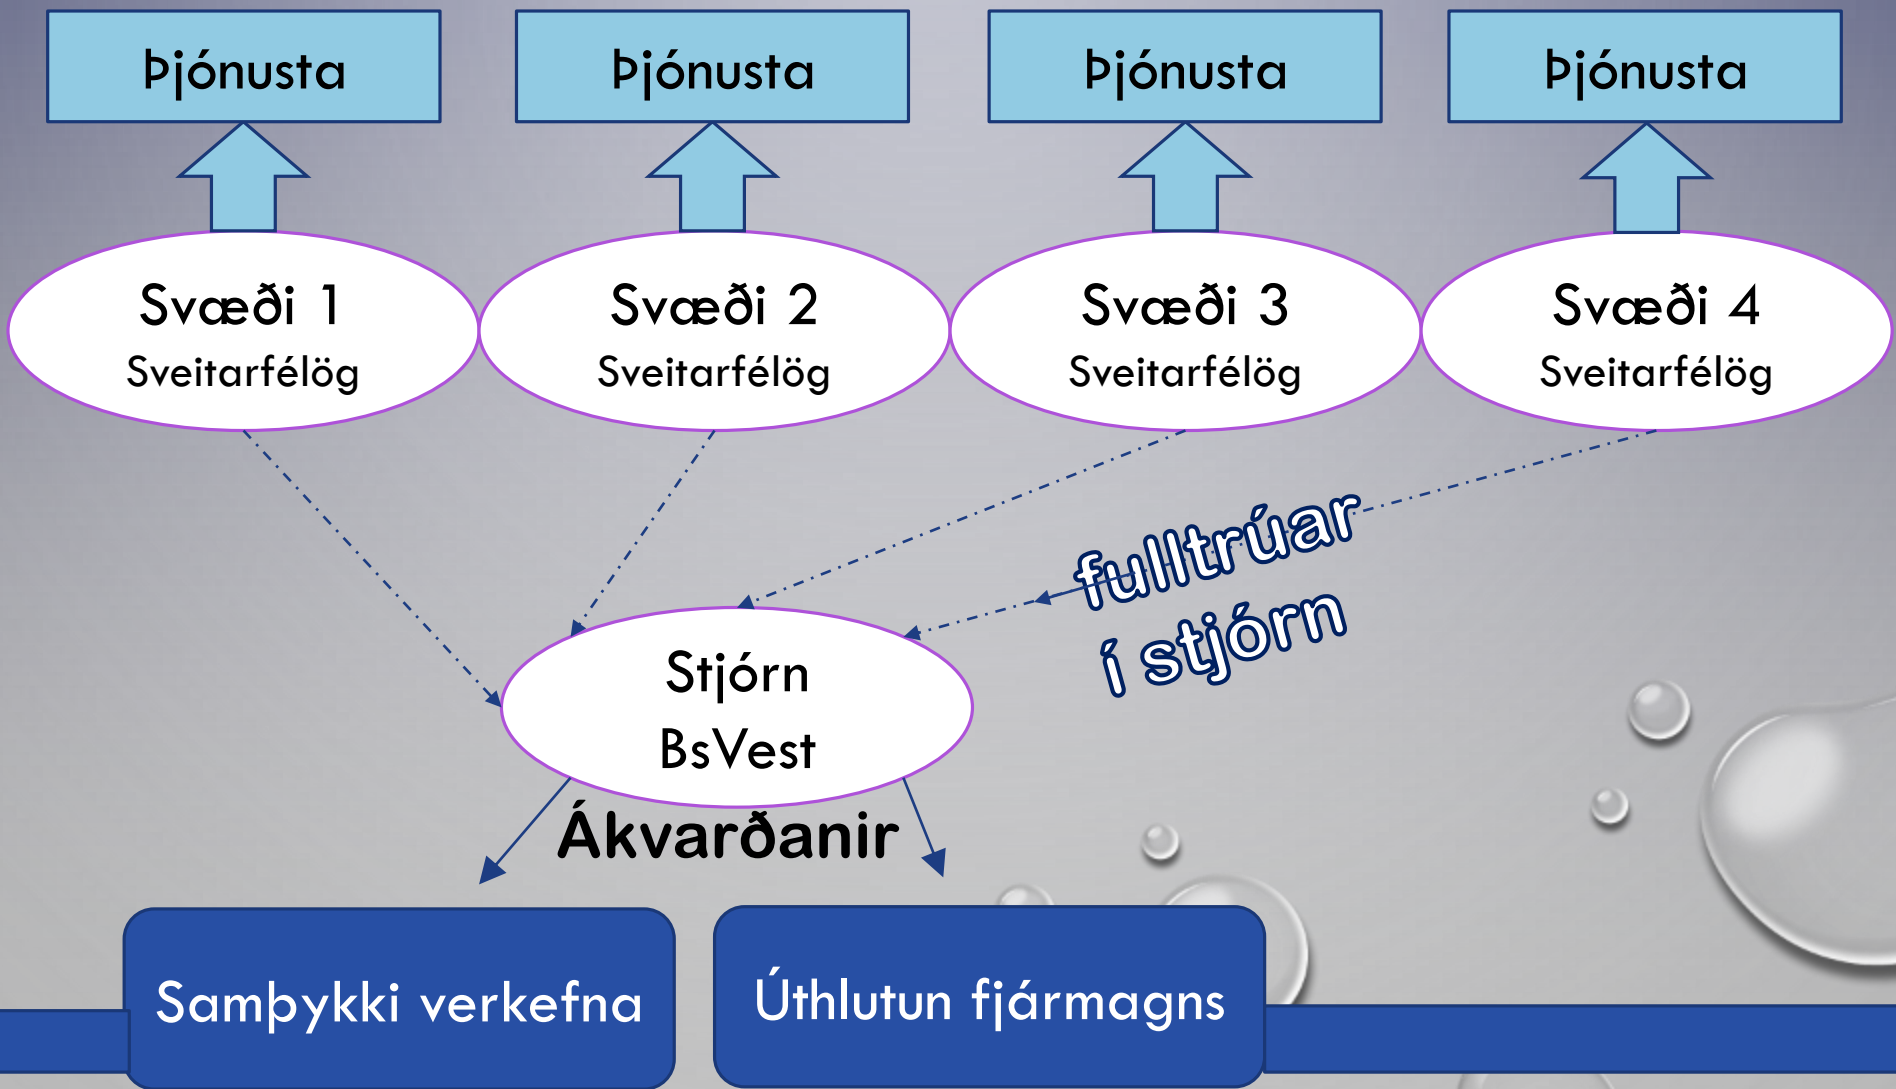 Þjónusta
Þjónusta
Þjónusta
Þjónusta
Svæði 1
Sveitarfélög
Svæði 2
Sveitarfélög
Svæði 3
Sveitarfélög
Svæði 4
Sveitarfélög
fulltrúar
í stjórn
Stjórn
BsVest
Ákvarðanir
Samþykki verkefna
Úthlutun fjármagns